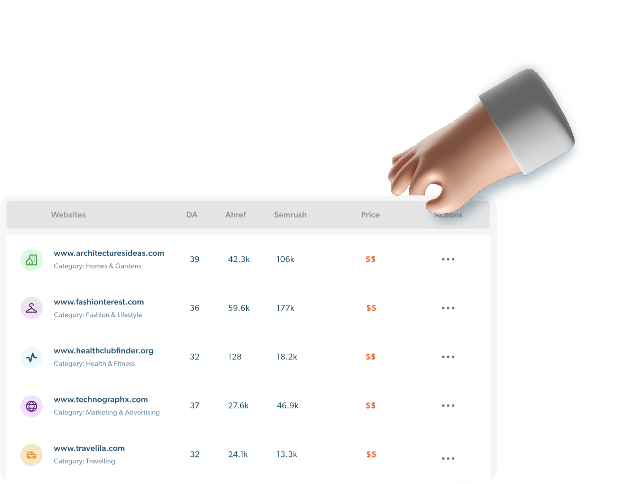 Websites DA Ahref Semrush Price Actions
www.architecturesideas.com
Category: Homes & Gardens
39 42.3k 106k $$
www.fashionterest.com
Category: Fashion & Lifestyle
36 59.6k 177k $$
www.healthclubfinder.org
Category: Health & Fitness
32 128 18.2k $$
www.technographx.com
Category: Marketing & Advertising
37 27.6k 46.9k $$
www.travelila.com
Category: Travelling
32 24.1k 13.3k $$